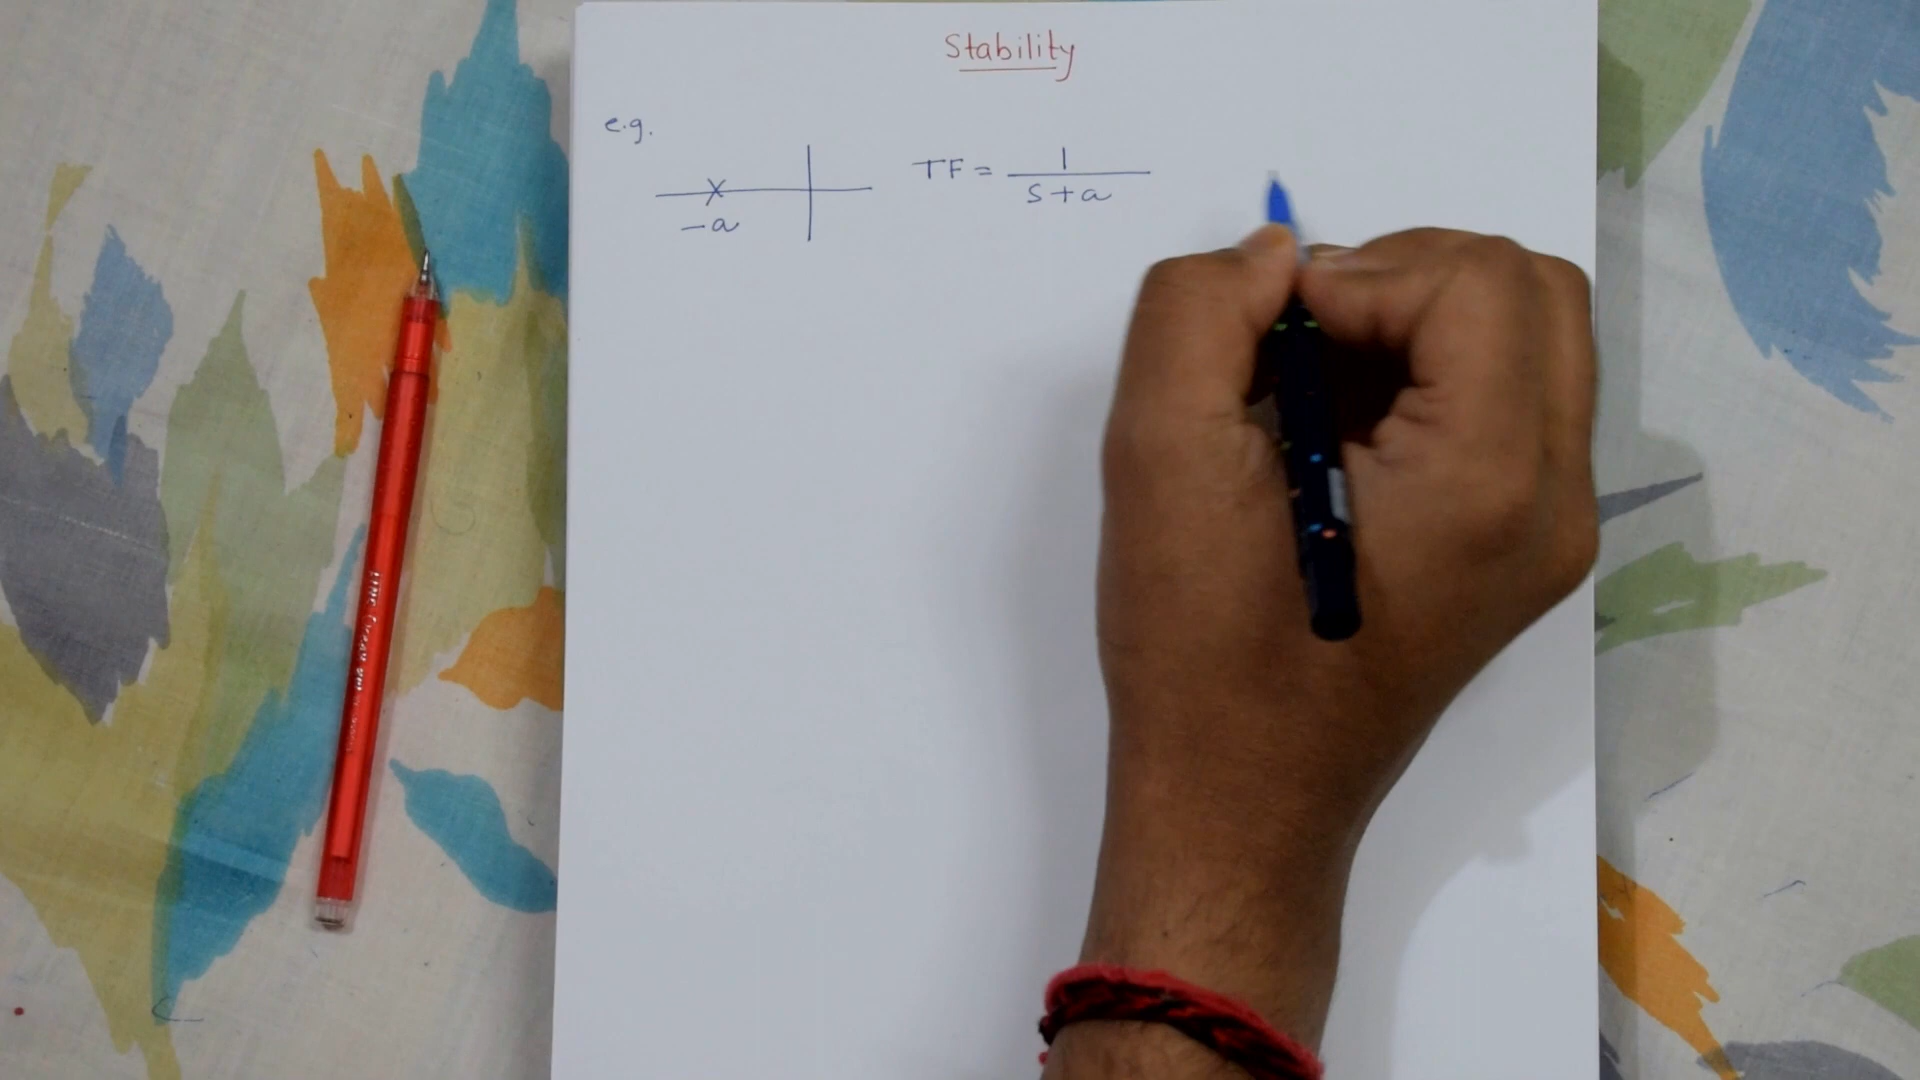 Stability
e.g.
TF = 1 / s+a
-a